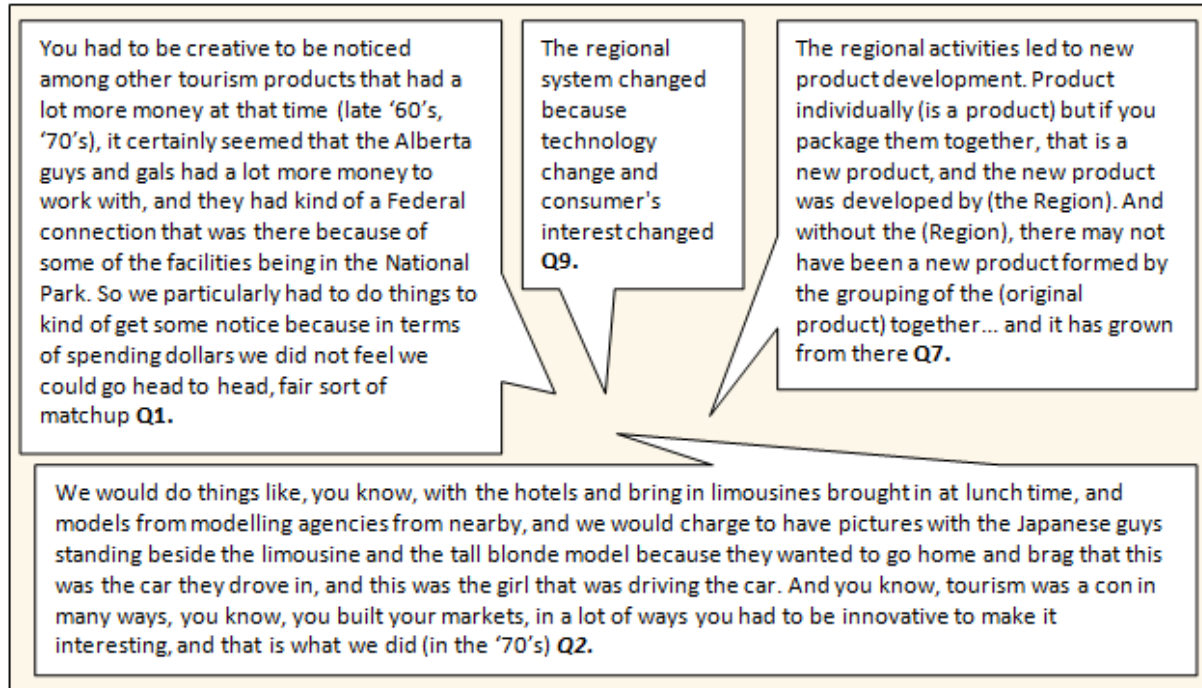 You had to be creative to be noticed
among other tourism products that had a
lot more money at that time (late ‘60’s,
‘70’s), it certainly seemed that the Alberta
guys and gals had a lot more money to
work with, and they had kind of a Federal
connection that was there because of
some of the facilities being in the National
Park. So we particularly had to do things to
kind of get some notice because in terms
of spending dollars we did not feel we
could go head to head, fair sort of
matchup Q1.
The regional
system changed
because
technology
change and
consumer's
interest changed
Q9.
The regional activities led to new
product development. Product
individually (is a product) but if you
package them together, that is a
new product, and the new product
was developed by (the Region). And
without the (Region), there may not
have been a new product formed by
the grouping of the (original
product) together... and it has grown
from there Q7.
We would do things like, you know, with the hotels and bring in limousines brought in at lunch time, and
models from modelling agencies from nearby, and we would charge to have pictures with the Japanese guys
standing beside the limousine and the tall blonde model because they wanted to go home and brag that this
was the car they drove in, and this was the girl that was driving the car. And you know, tourism was a con in
many ways, you know, you built your markets, in a lot of ways you had to be innovative to make it
interesting, and that is what we did (in the ‘70’s) Q2.